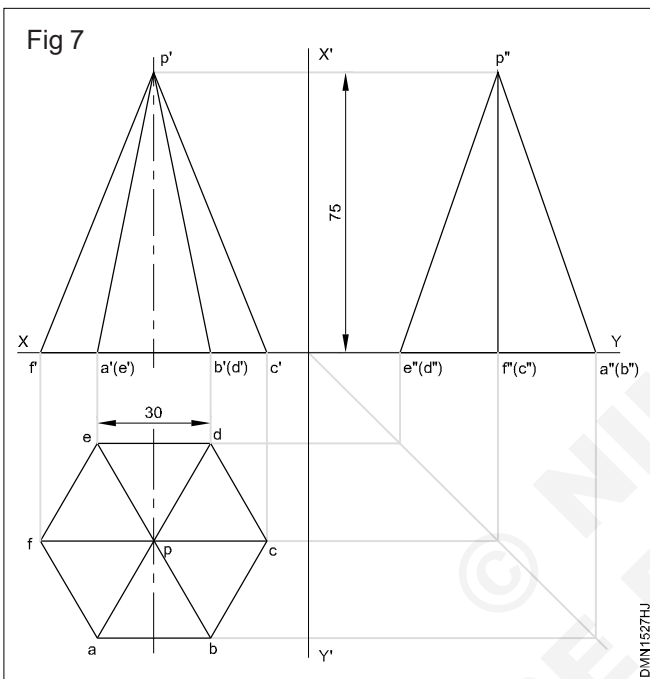 Fig 7
p'
X'
p"
75
X
Y
f'
a'(e')
b'(d')
c'
e"(d")
f"(c")
a"(b")
30
e
d
f
p
c
a
b
Y'
©
DMN1527HJ